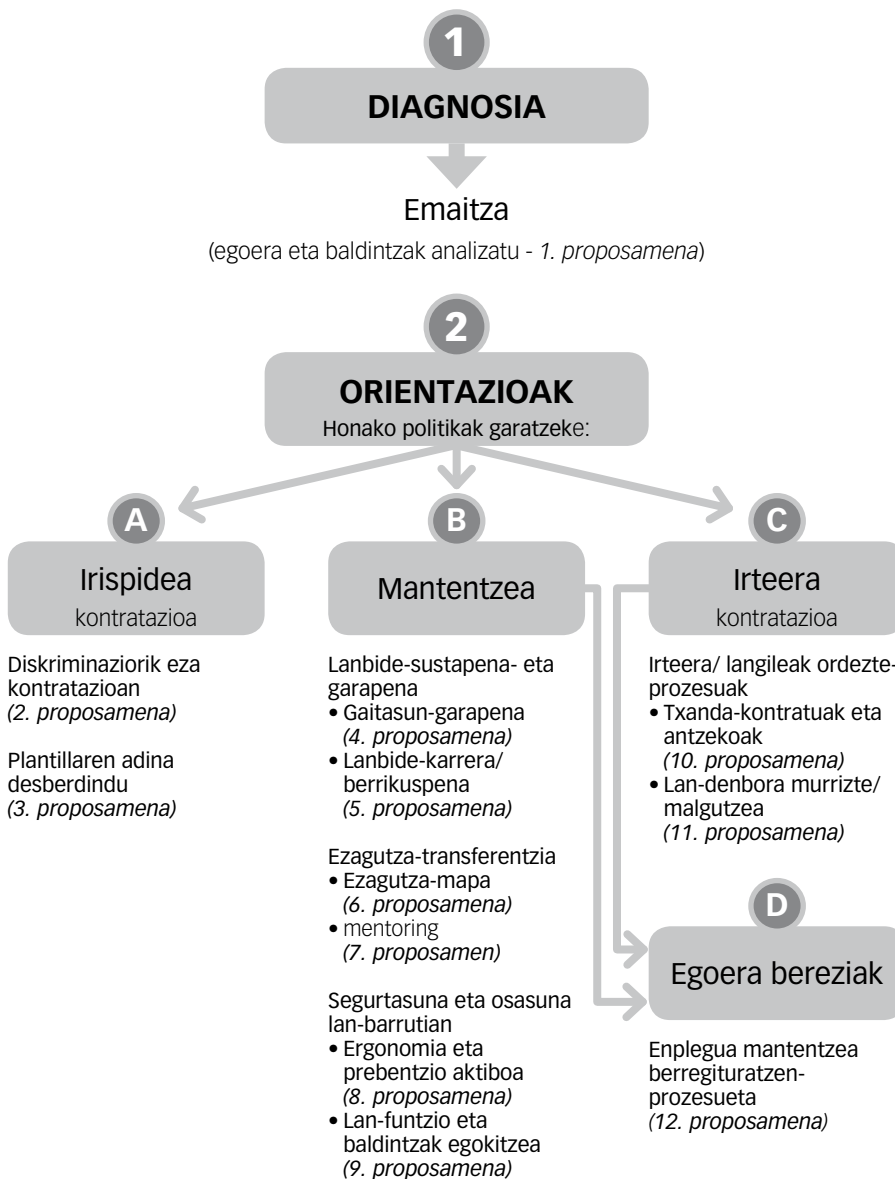 1
DIAGNOSIA
Emaitza
(egoera eta baldintzak analizatu - 1. proposamena)
2
ORIENTAZIOAK
Honako politikak garatzeke:
A
Irispidea
kontratazioa
Diskriminaziorik eza
kontratazioan
(2. proposamena)
Plantillaren adina
desberdindu
(3. proposamena)
B
Mantentzea
Lanbide-sustapena- eta
garapena
• Gaitasun-garapena
(4. proposamena)
• Lanbide-karrera/
berrikuspena
(5. proposamena)
Ezagutza-transferentzia
• Ezagutza-mapa
(6. proposamena)
• mentoring
(7. proposamen)
Segurtasuna eta osasuna
lan-barrutian
• Ergonomia eta
prebentzio aktiboa
(8. proposamena)
• Lan-funtzio eta
baldintzak egokitzea
(9. proposamena)
C
Irteera
kontratazioa
Irteera/ langileak ordezte-
prozesuak
• Txanda-kontratuak eta
antzekoak
(10. proposamena)
• Lan-denbora murrizte/
malgutzea
(11. proposamena)
D
Egoera bereziak
Enplegua mantentzea
berregituratzen-
prozesueta
(12. proposamena)